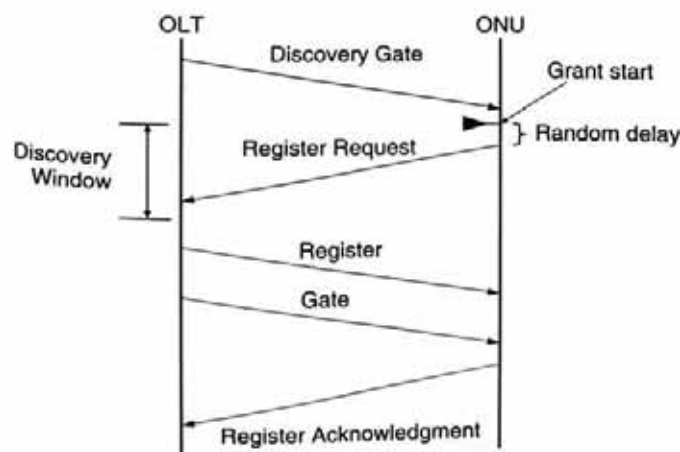 OLT
ONU
Discovery Gate
Grant start
Random delay
Discovery
Window
Register Request
Register
Gate
Register Acknowledgment